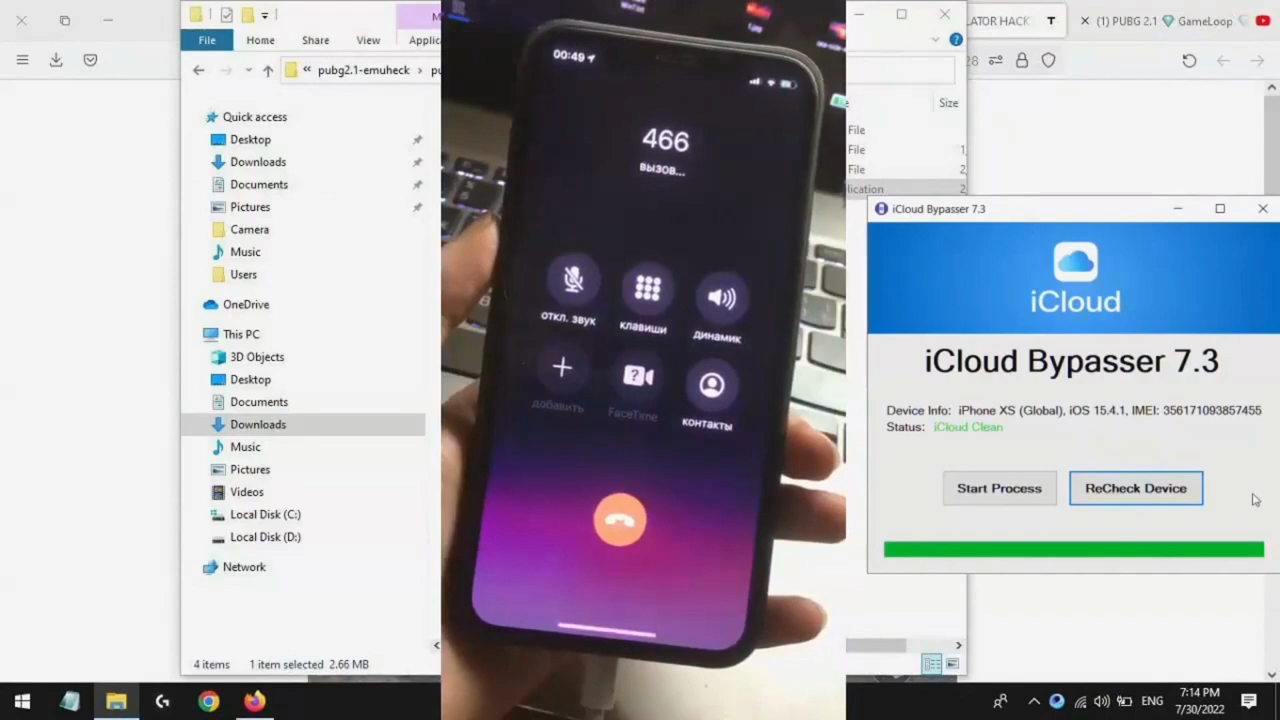 LATOR HACK
(1) PUBG 2.1
GameLoop
File
Home
Share
View
Applic
pubg2.1-emuheck
Size
Quick access
Desktop
Downloads
Documents
Pictures
Camera
Music
Users
OneDrive
This PC
3D Objects
Desktop
Documents
Downloads
Music
Pictures
Videos
Local Disk (C:)
Local Disk (D:)
Network
4 items
1 item selected 2.66 MB
00:49
466
вызов...
откл. звук
клавиши
динамик
добавить
FaceTime
контакты
File
File
File
lication
iCloud Bypasser 7.3
iCloud
iCloud Bypasser 7.3
Device Info: iPhone XS (Global), iOS 15.4.1, IMEI: 356171093857455
Status: iCloud Clean
Start Process
ReCheck Device
ENG
7:14 PM
7/30/2022